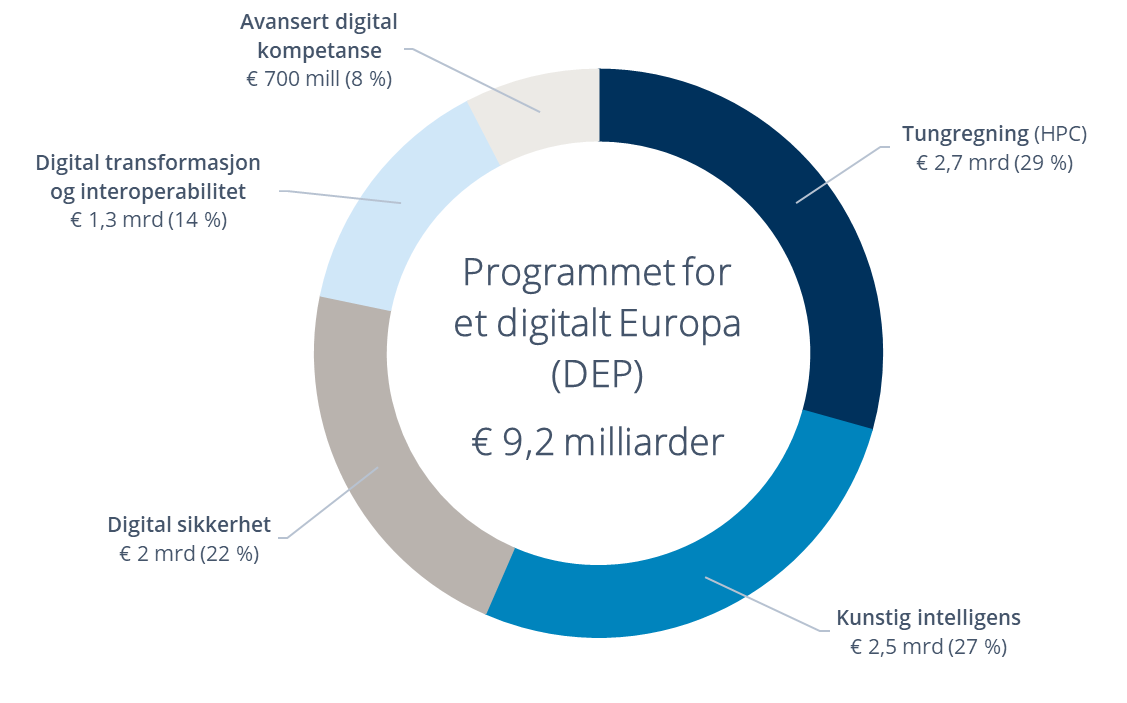 Avansert digital
kompetanse
€ 700 mill (8 %)
Tungregning (HPC)
€ 2,7 mrd (29 %)
Digital transformasjon
og interoperabilitet
€ 1,3 mrd (14 %)
Programmet for
et digitalt Europa
(DEP)
€ 9,2 milliarder
Digital sikkerhet
€ 2 mrd (22 %)
Kunstig intelligens
€ 2,5 mrd (27 %)